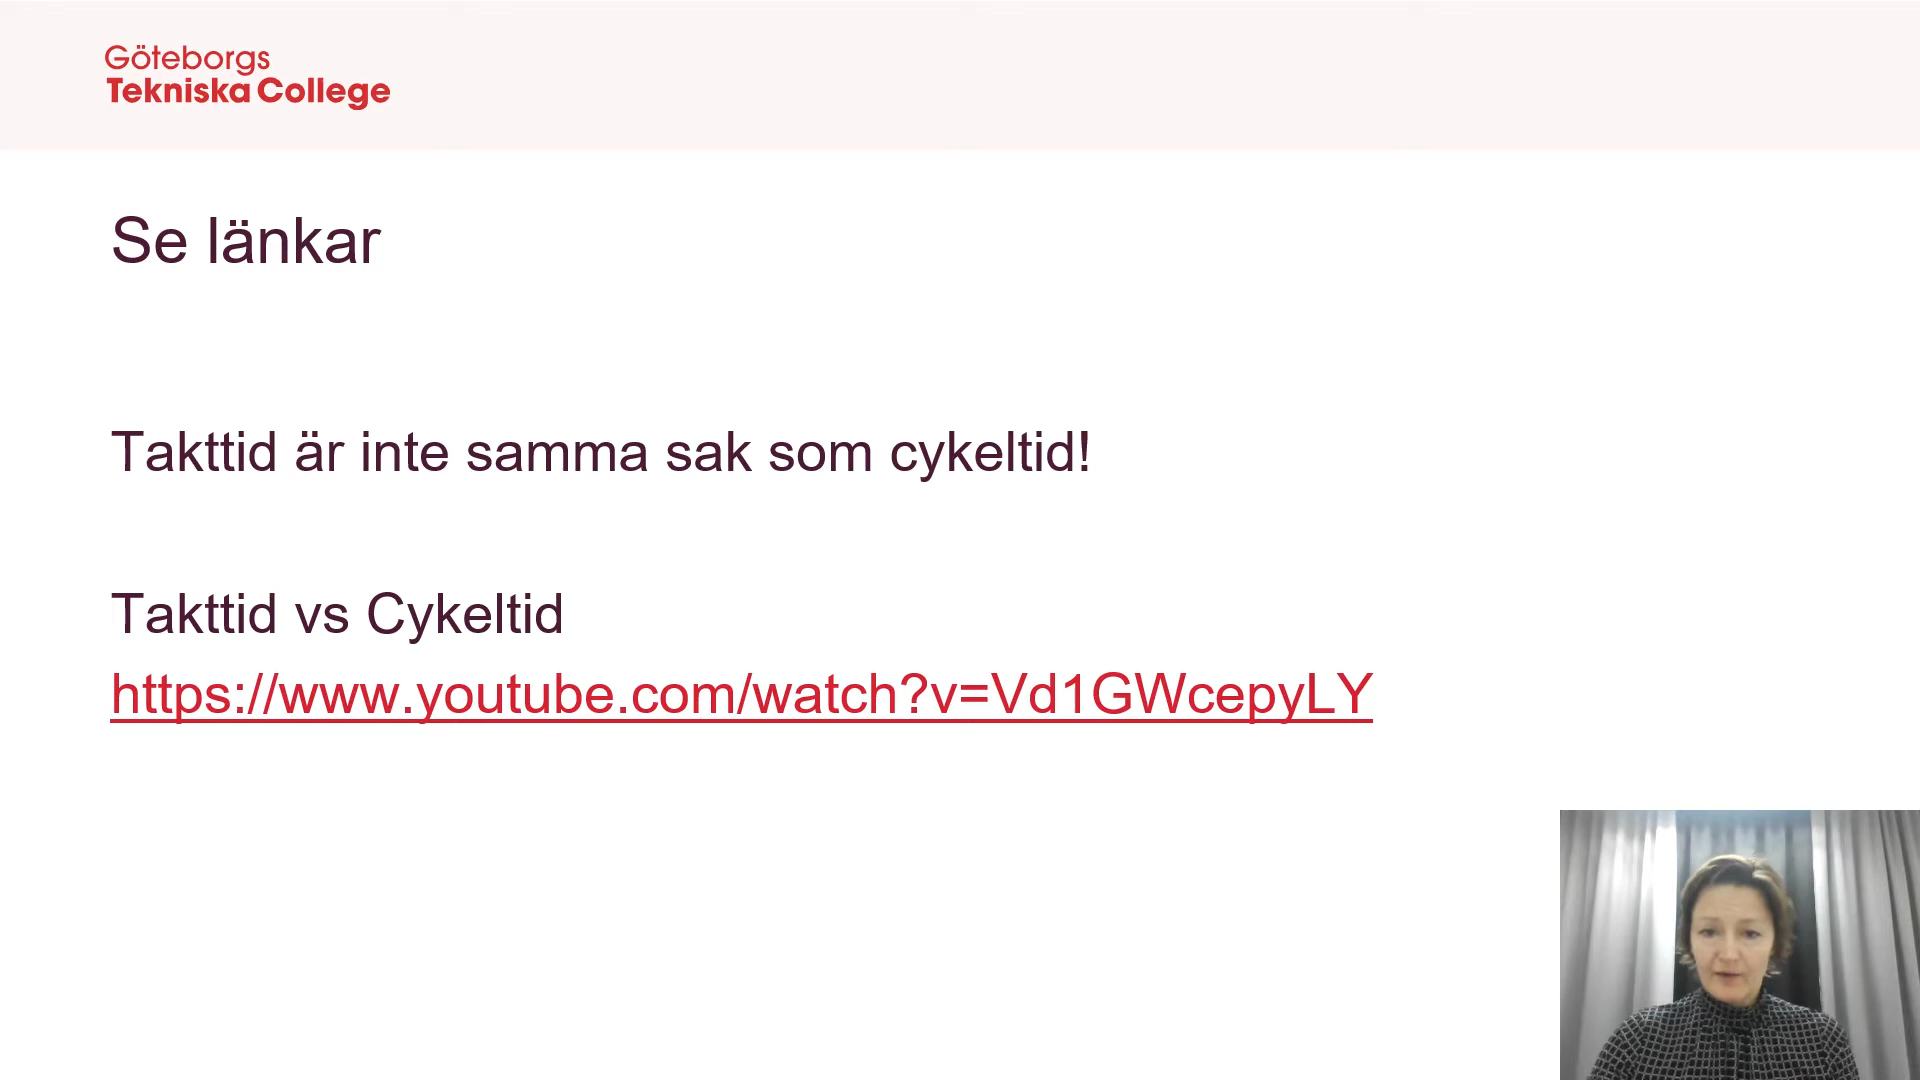 Göteborgs
Tekniska College
Se länkar
Takttid är inte samma sak som cykeltid!
Takttid vs Cykeltid
https://www.youtube.com/watch?v=Vd1GWcepyLY